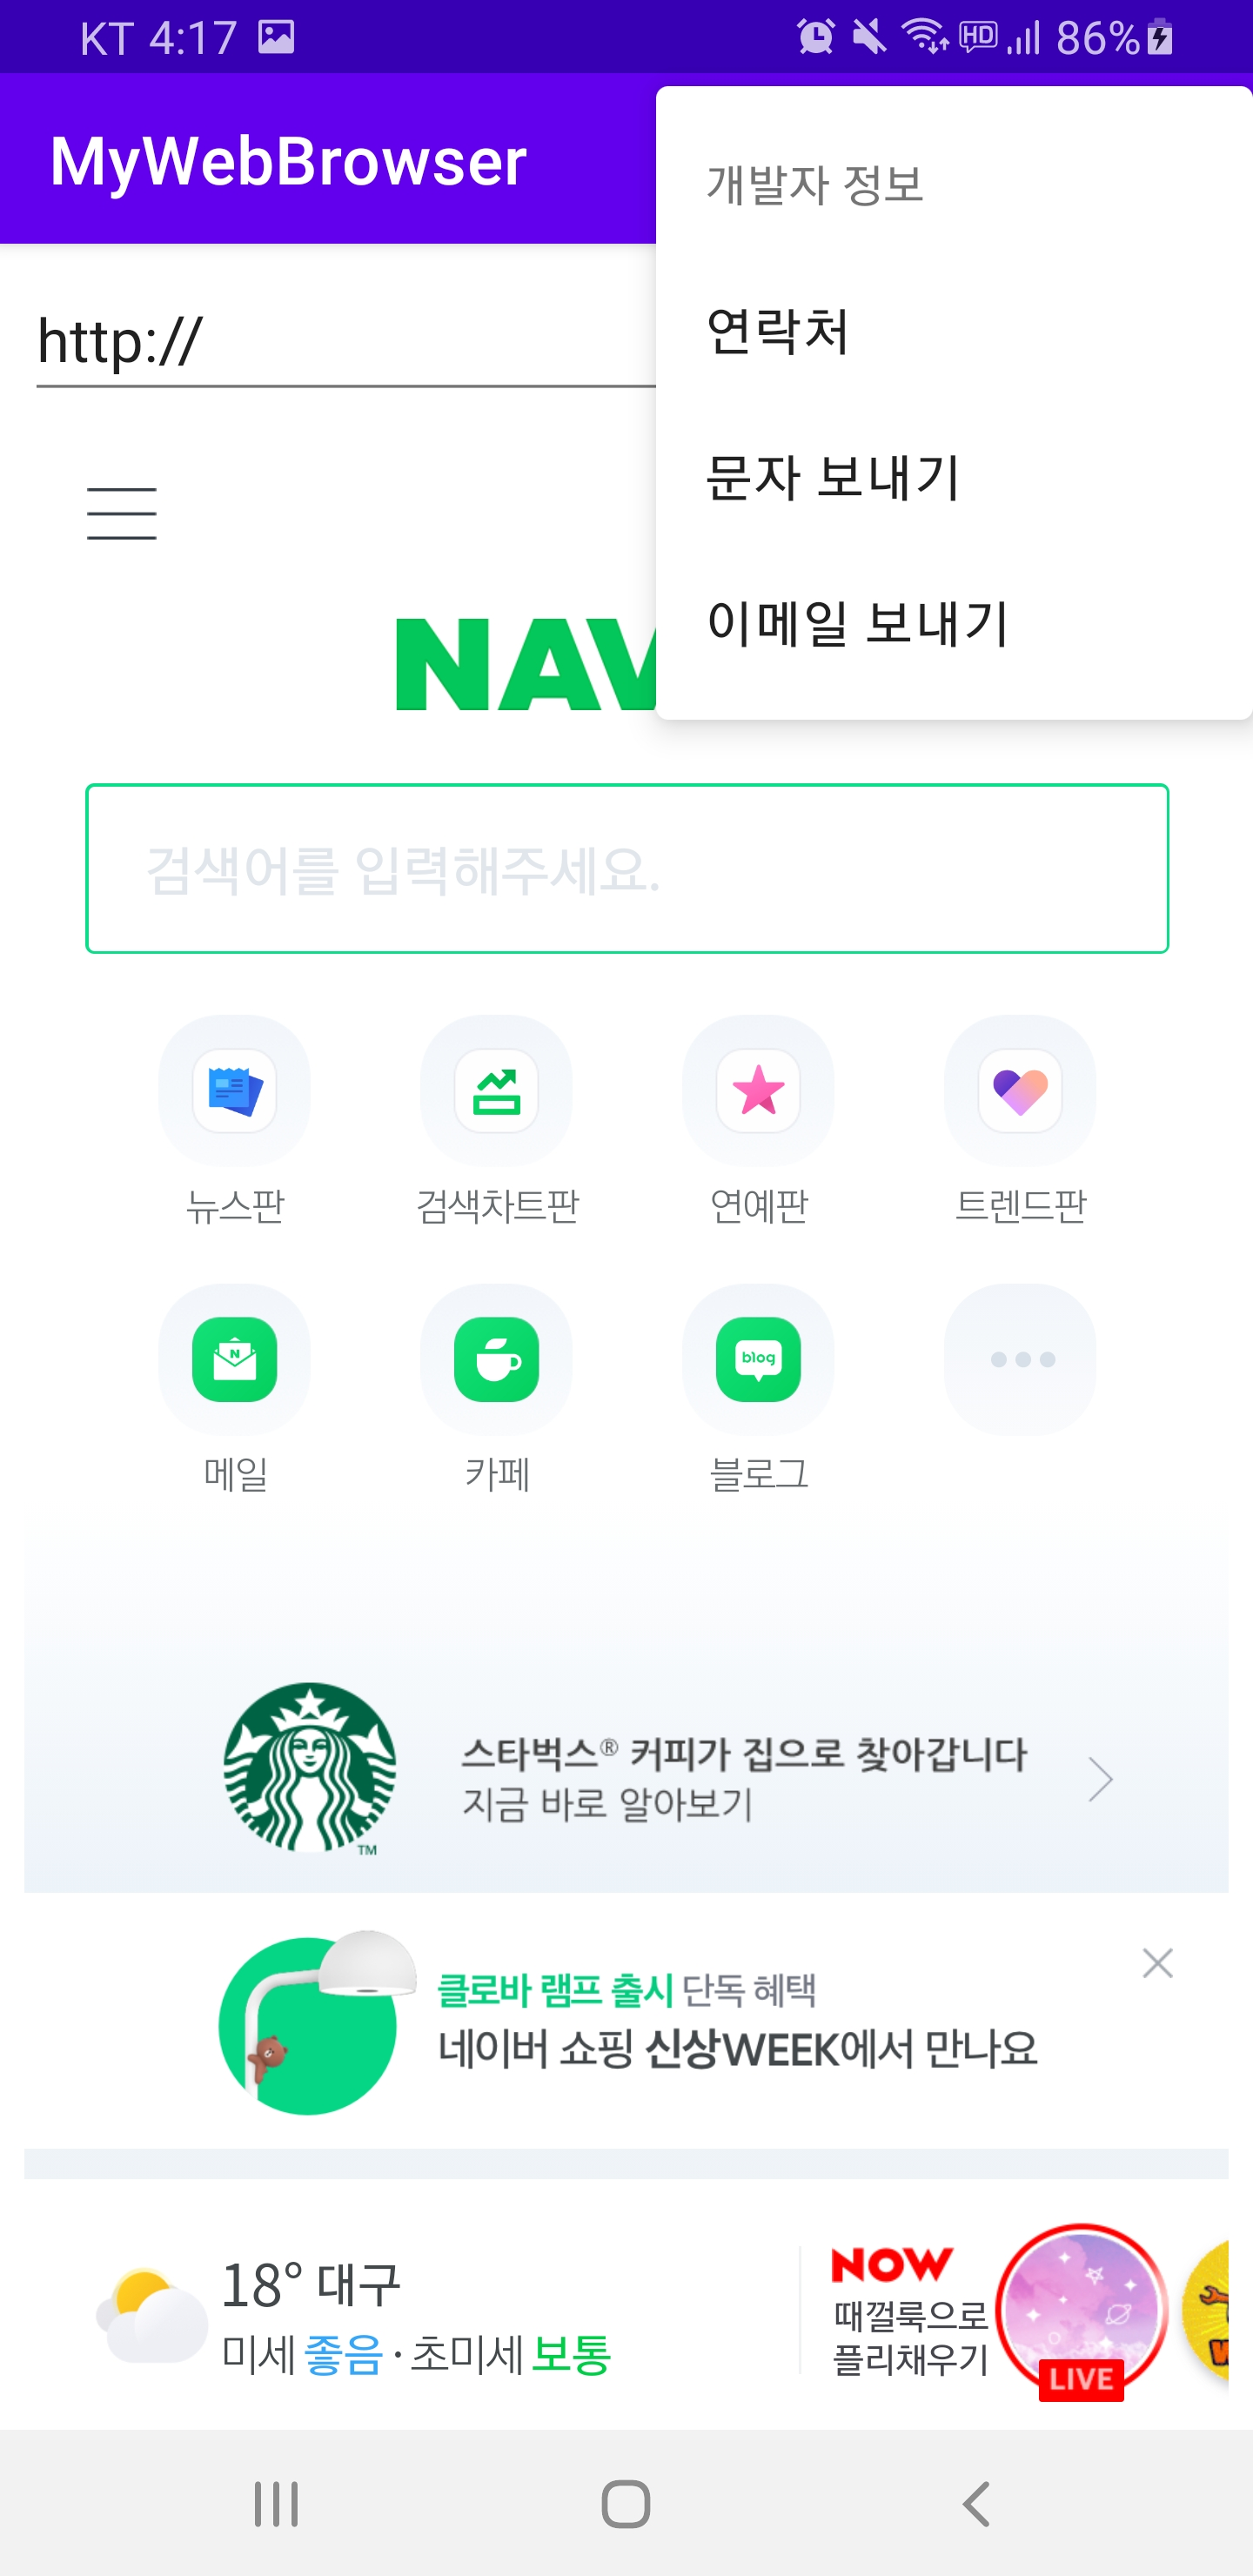 KT 4:17
HD 86%
MyWebBrowser
개발자 정보
연락처
문자 보내기
이메일 보내기
http://
NAV
검색어를 입력해주세요.
뉴스판 검색차트판 연예판 트렌드판
N blog
메일 카페 블로그
스타벅스® 커피가 집으로 찾아갑니다
지금 바로 알아보기
TM
클로바 램프 출시 단독 혜택
네이버 쇼핑 신상WEEK에서 만나요
18° 대구
미세 좋음 · 초미세 보통
NOW
때껄룩으로
플리채우기
LIVE